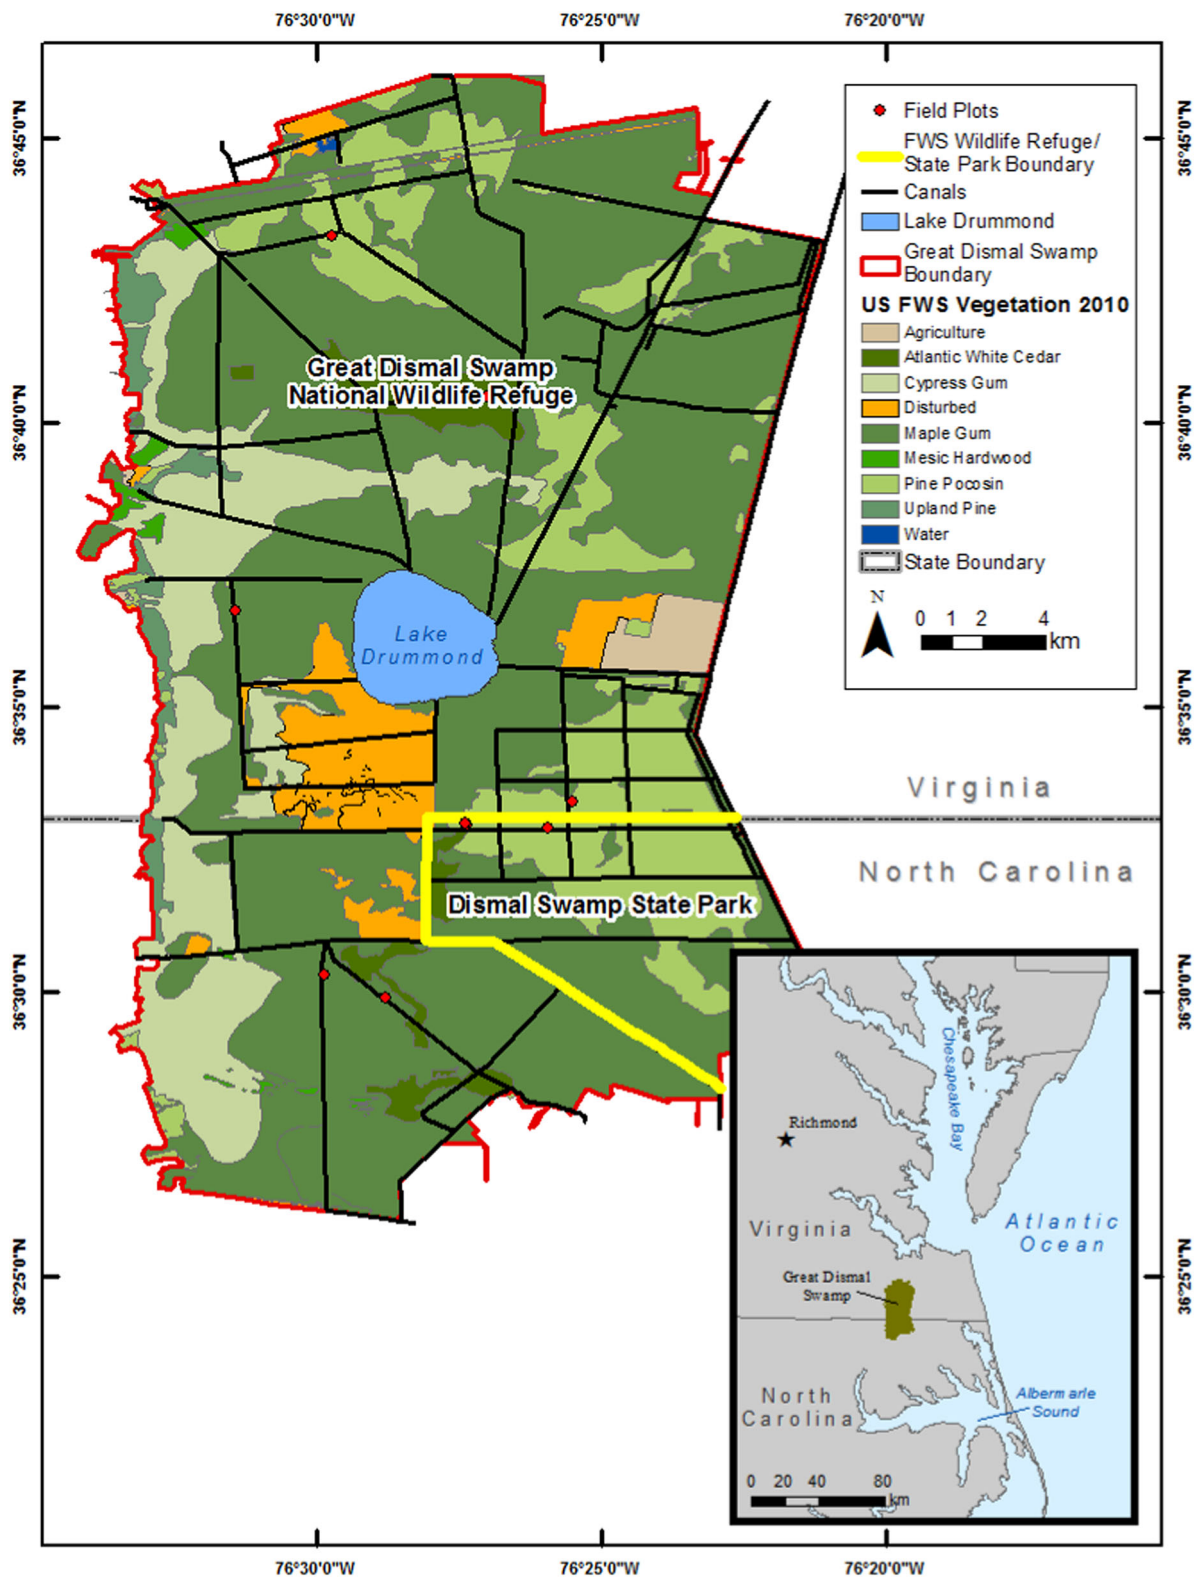 76°30'0"W 76°25'0"W 76°20'0"W
36°45'0"N
36°45'0"N
36°40'0"N
36°40'0"N
36°35'0"N
36°35'0"N
36°30'0"N
36°30'0"N
36°25'0"N
36°25'0"N
Field Plots
FWS Wildlife Refuge/
State Park Boundary
Canals
Lake Drummond
Great Dismal Swamp
Boundary
US FWS Vegetation 2010
Agriculture
Atlantic White Cedar
Cypress Gum
Disturbed
Maple Gum
Mesic Hardwood
Pine Pocosin
Upland Pine
Water
State Boundary
N
0 1 2 4
km
Great Dismal Swamp
National Wildlife Refuge
Lake
Drummond
Virginia
North Carolina
Dismal Swamp State Park
Chesapeake Bay
Richmond
Virginia
Atlantic
Ocean
Great Dismal
Swamp
North
Carolina
Albermarle
Sound
0 20 40 80
km
76°30'0"W 76°25'0"W 76°20'0"W